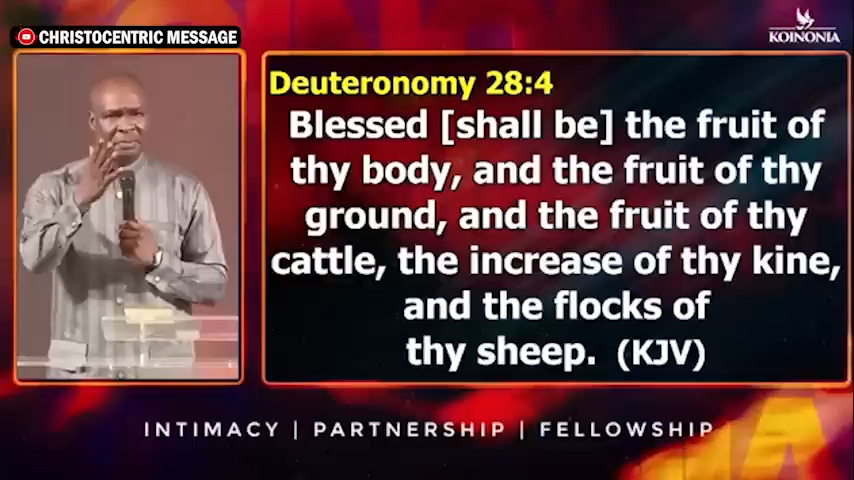 CHRISTOCENTRIC MESSAGE
KOINONIA
Deuteronomy 28:4
Blessed [shall be] the fruit of
thy body, and the fruit of thy
ground, and the fruit of thy
cattle, the increase of thy kine,
and the flocks of
thy sheep. (KJV)
INTIMACY | PARTNERSHIP | FELLOWSHIP